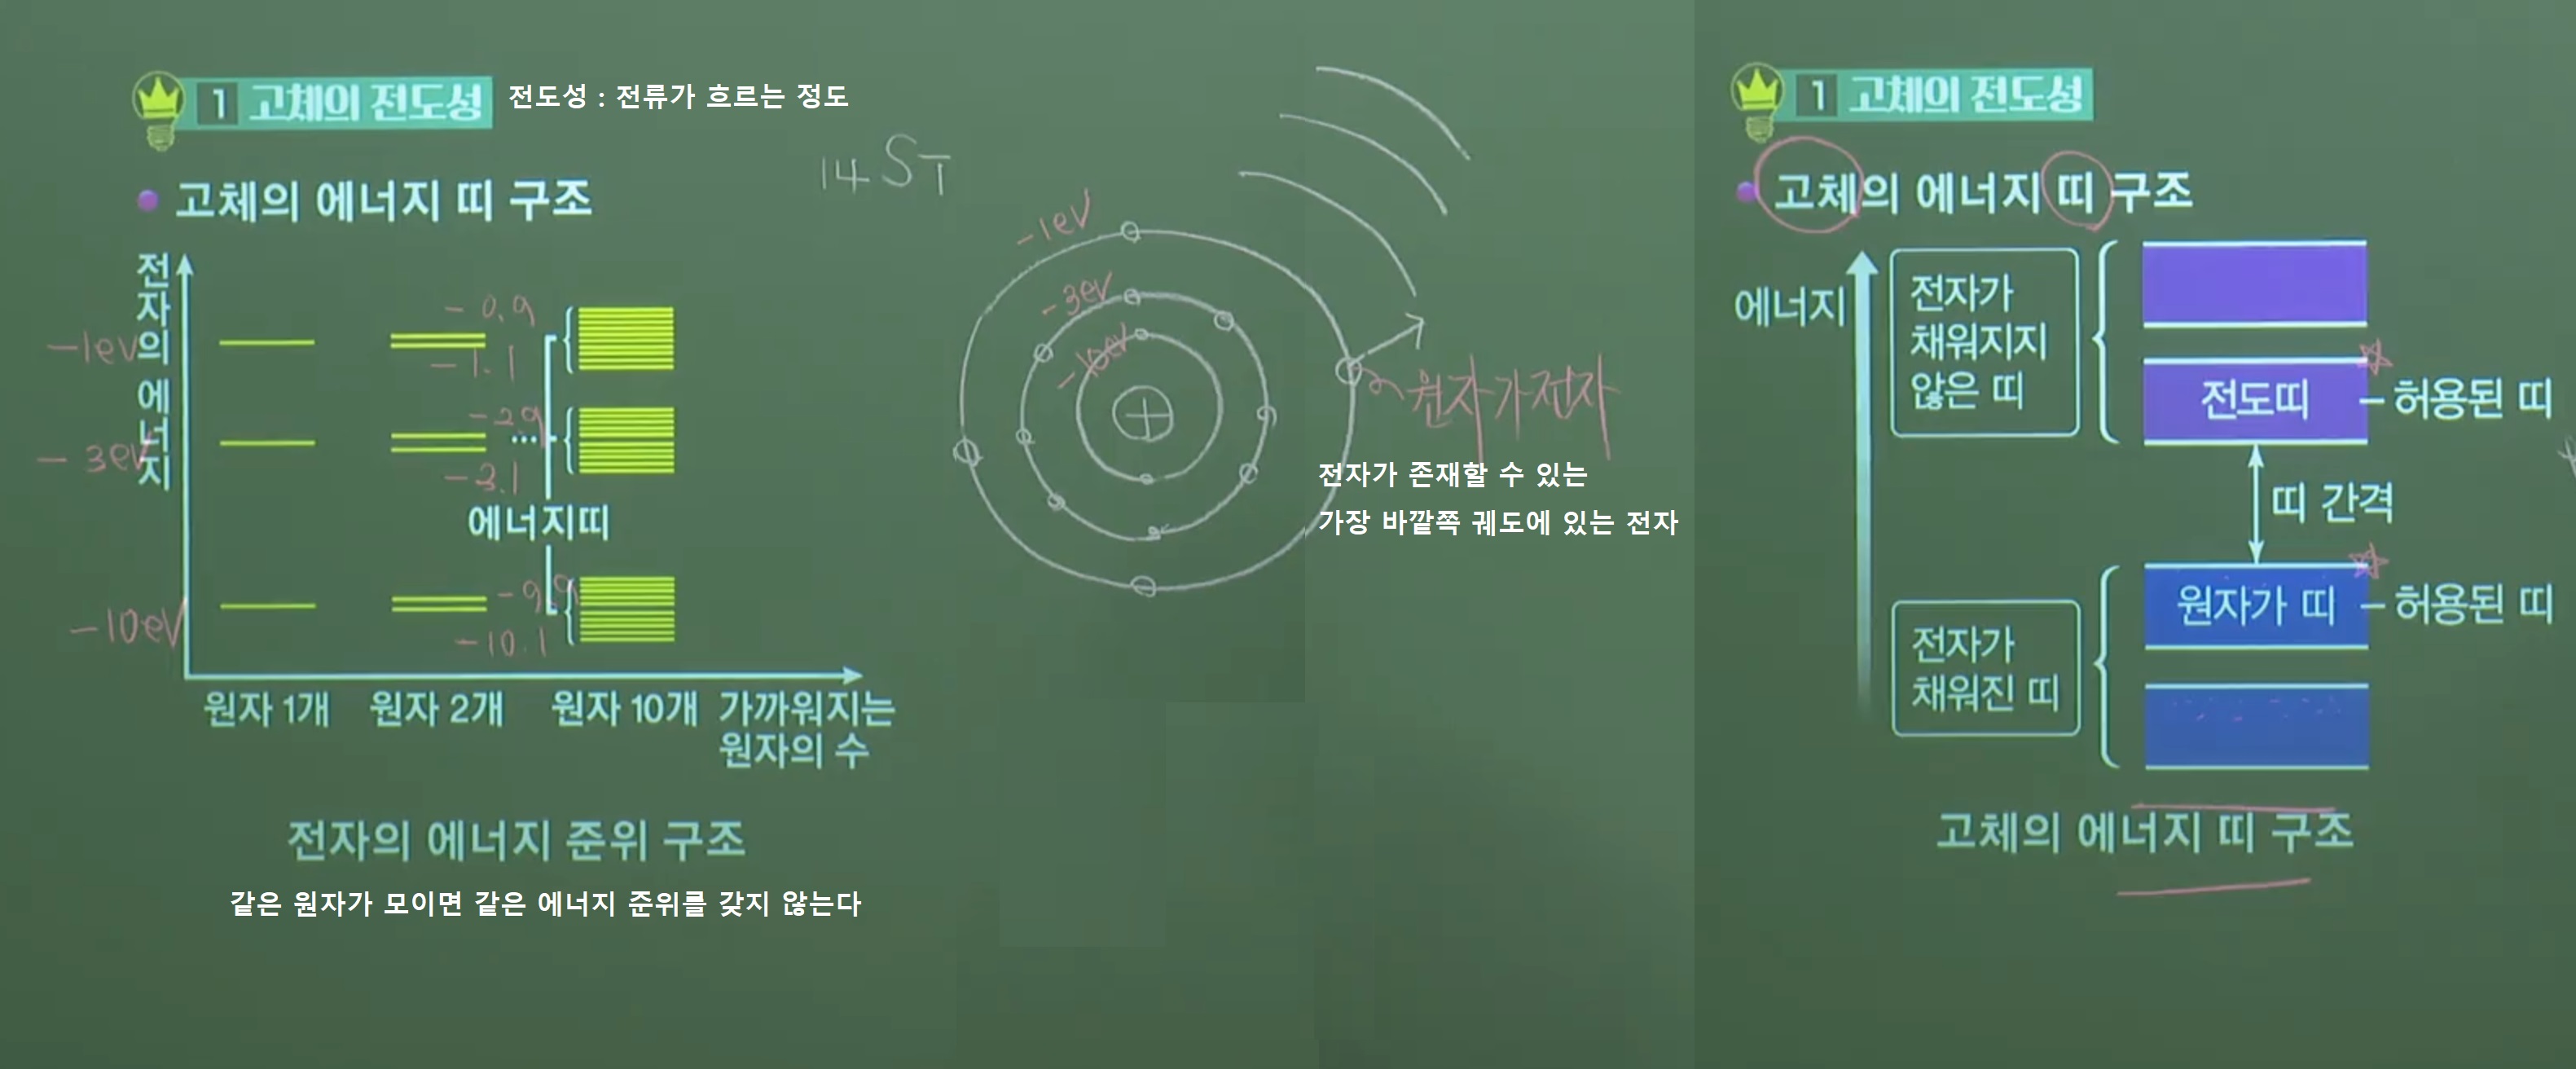 1 고체의 전도성
전도성 : 전류가 흐르는 정도
고체의 에너지 띠 구조
전자의 에너지
-1eV
-3eV
-10eV
-0.9
-1.1
-2.9
-3.1
-9.9
-10.1
...
에너지띠
원자 1개
원자 2개
원자 10개
가까워지는
원자의 수
전자의 에너지 준위 구조
같은 원자가 모이면 같은 에너지 준위를 갖지 않는다
14 Si
-1eV
-3eV
-10eV
+
원자가전자
전자가 존재할 수 있는
가장 바깥쪽 궤도에 있는 전자
1 고체의 전도성
고체의 에너지 띠 구조
에너지
전자가
채워지지
않은 띠
전도띠
허용된 띠
띠 간격
원자가 띠
허용된 띠
전자가
채워진 띠
고체의 에너지 띠 구조